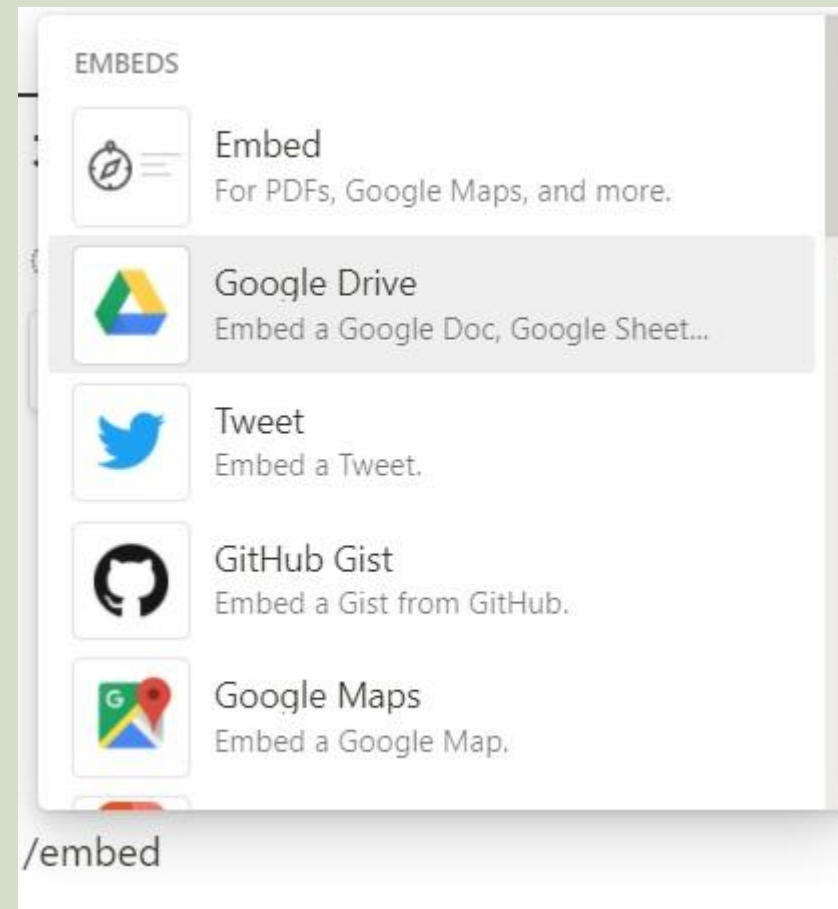 EMBEDS
Embed
For PDFs, Google Maps, and more.
Google Drive
Embed a Google Doc, Google Sheet...
Tweet
Embed a Tweet.
GitHub Gist
Embed a Gist from GitHub.
Google Maps
Embed a Google Map.
/embed